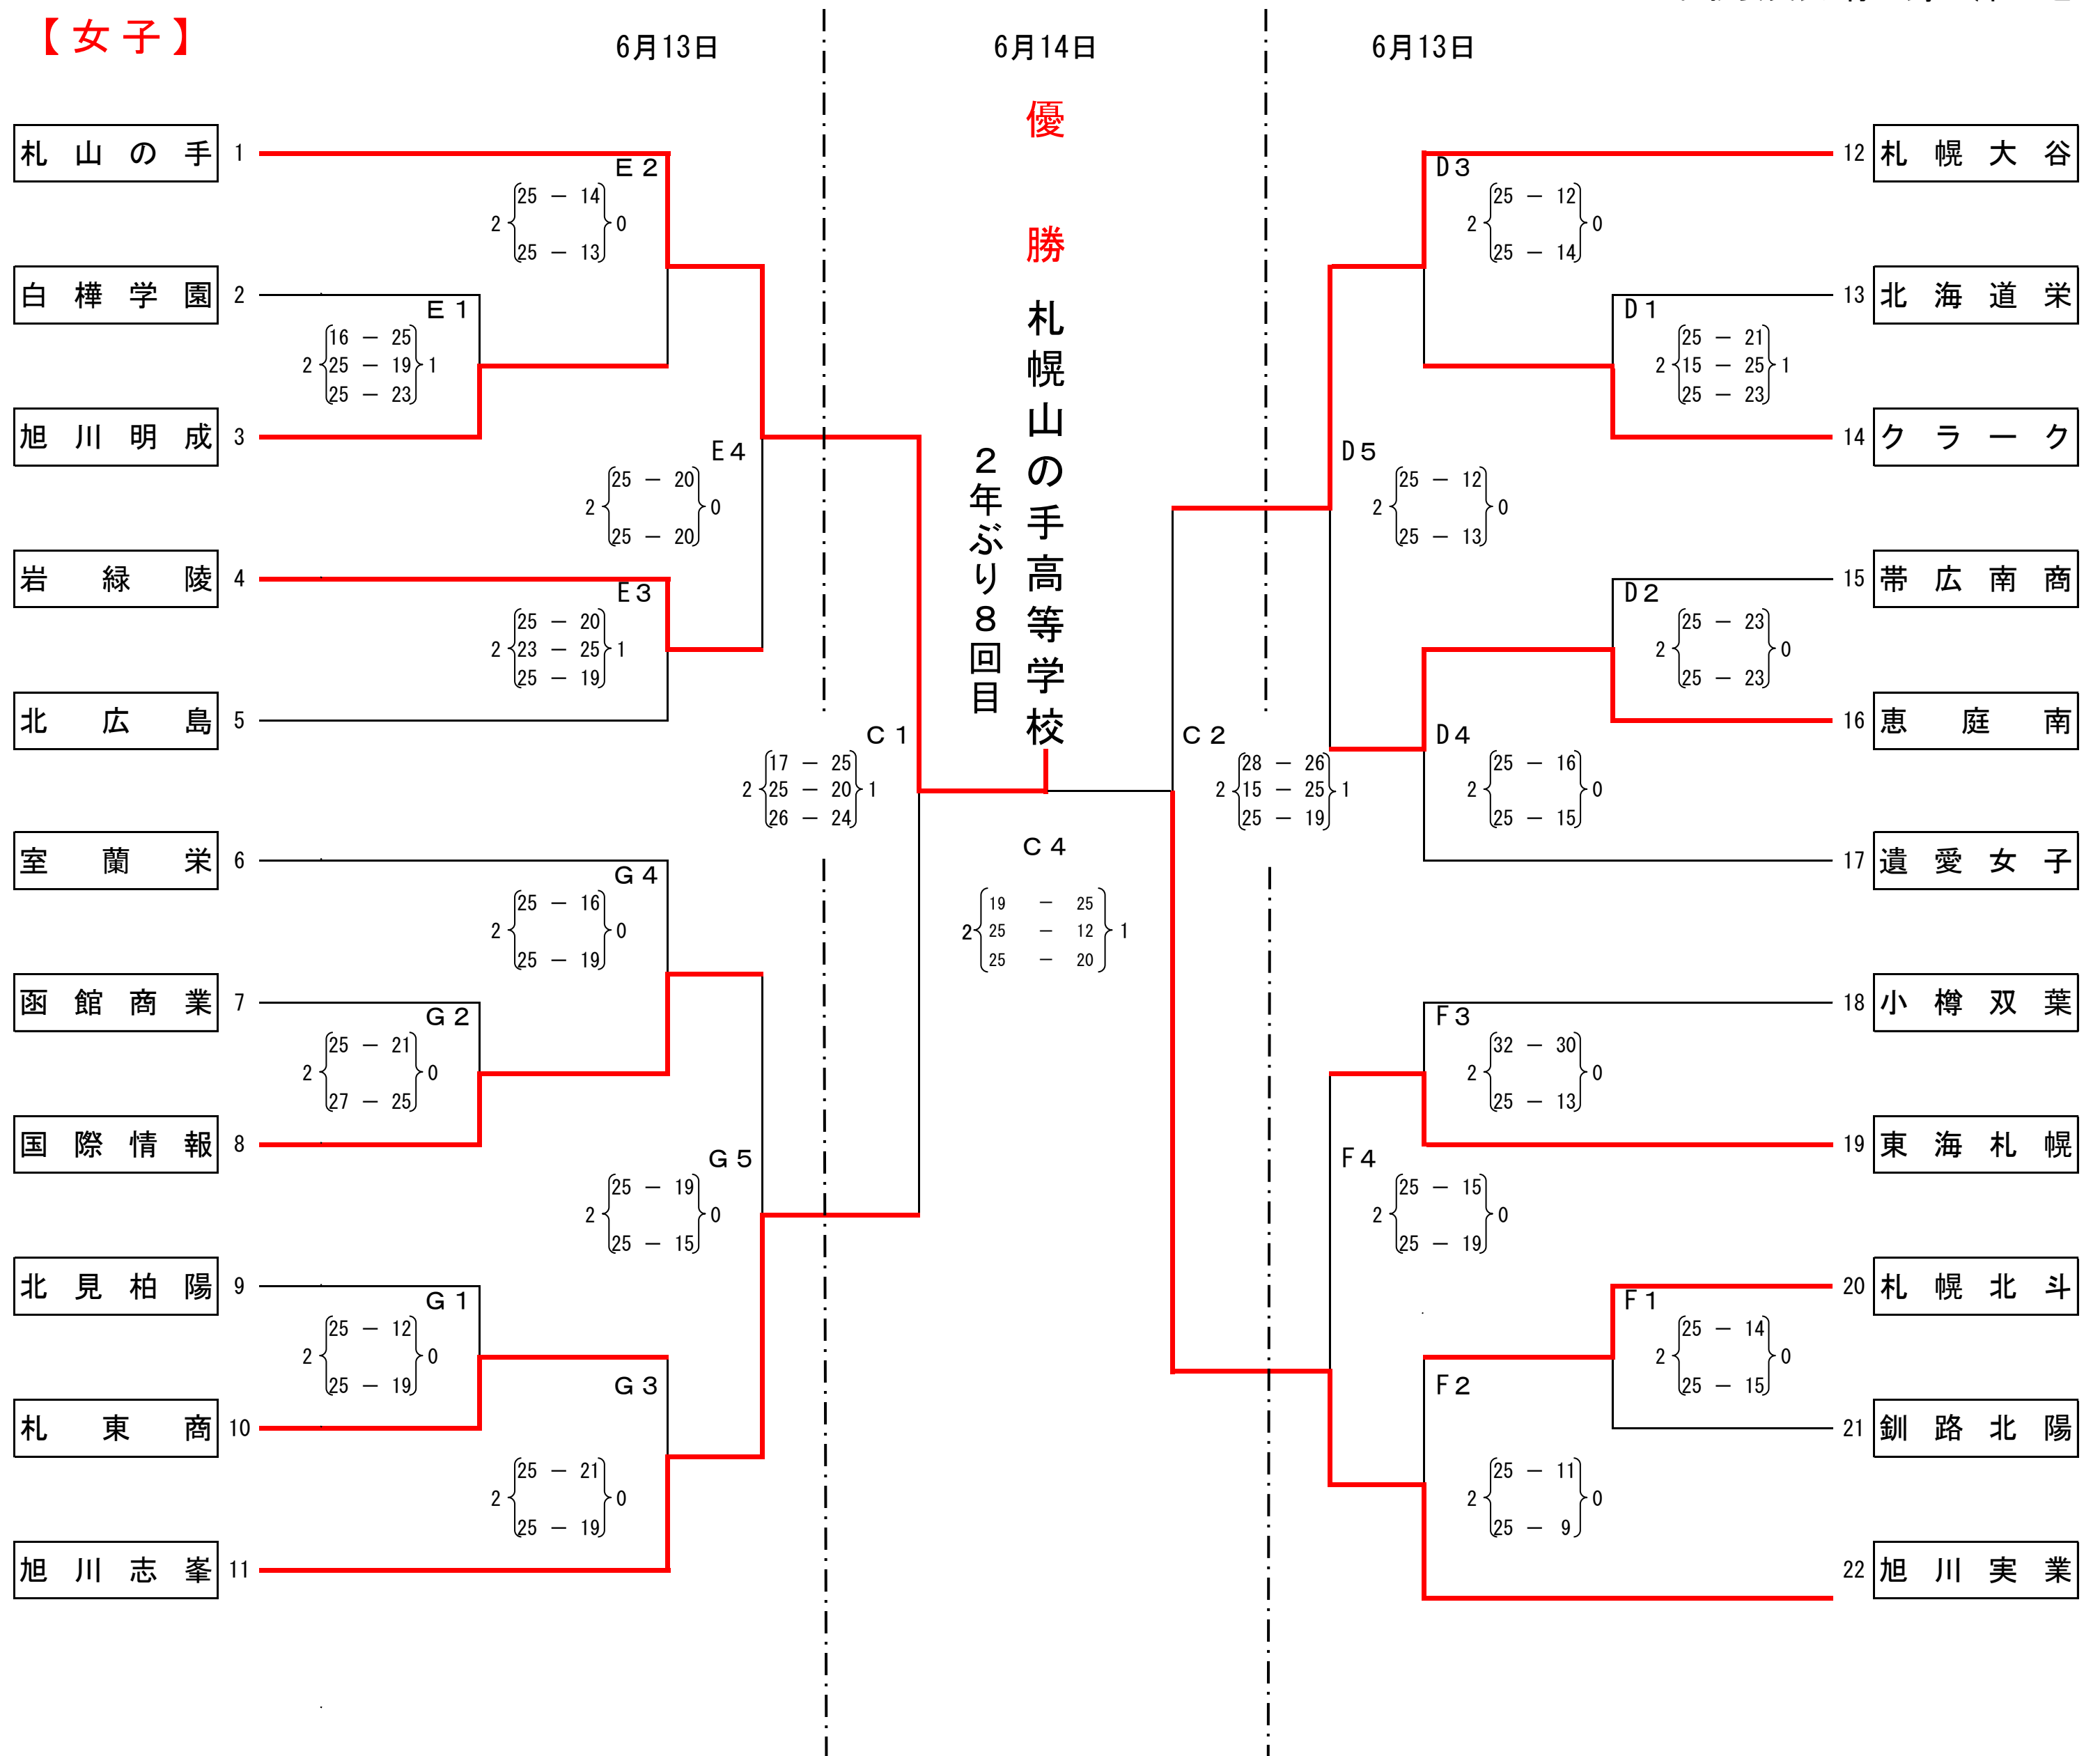 【女子】
6月13日
6月14日
6月13日
優勝
札幌山の手高等学校
2年ぶり8回目
1 札山の手
2 白樺学園
3 旭川明成
4 岩緑陵
5 北広島
6 室蘭栄
7 函館商業
8 国際情報
9 北見柏陽
10 札東商
11 旭川志峯
E2
2 25 － 14 0
25 － 13
E1
16 － 25
2 25 － 19 1
25 － 23
E4
25 － 20
2 0
25 － 20
E3
25 － 20
2 23 － 25 1
25 － 19
G4
25 － 16
2 0
25 － 19
G2
25 － 21
2 0
27 － 25
G5
25 － 19
2 0
25 － 15
G1
25 － 12
2 0
25 － 19
G3
25 － 21
2 0
25 － 19
C1
17 － 25
2 25 － 20 1
26 － 24
C4
19 － 25
2 25 － 12 1
25 － 20
C2
28 － 26
2 15 － 25 1
25 － 19
D3
25 － 12
2 0
25 － 14
D1
25 － 21
2 15 － 25 1
25 － 23
D5
25 － 12
2 0
25 － 13
D2
25 － 23
2 0
25 － 23
D4
25 － 16
2 0
25 － 15
F3
32 － 30
2 0
25 － 13
F4
25 － 15
2 0
25 － 19
F1
25 － 14
2 0
25 － 15
F2
25 － 11
2 0
25 － 9
12 札幌大谷
13 北海道栄
14 クラーク
15 帯広南商
16 恵庭南
17 遺愛女子
18 小樽双葉
19 東海札幌
20 札幌北斗
21 釧路北陽
22 旭川実業